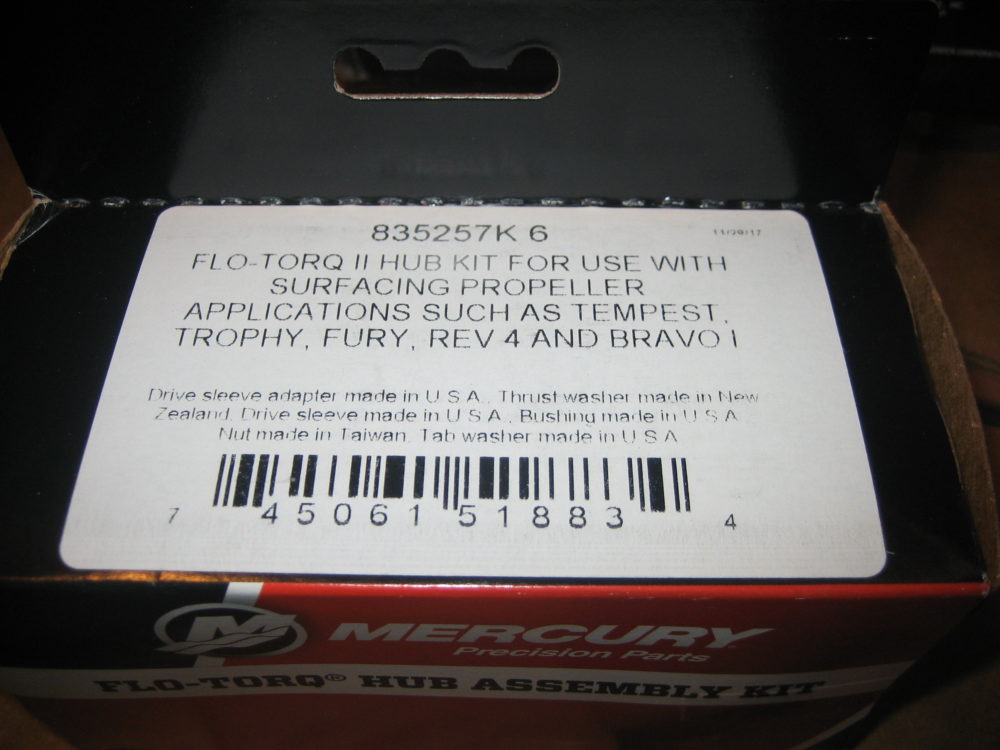 835257K 6
11/29/17
FLO-TORQ II HUB KIT FOR USE WITH
SURFACING PROPELLER
APPLICATIONS SUCH AS TEMPEST,
TROPHY, FURY, REV 4 AND BRAVO I
Drive sleeve adapter made in U.S.A., Thrust washer made in New
Zealand, Drive sleeve made in U.S.A., Bushing made in U.S.A.
Nut made in Taiwan, Tab washer made in U.S.A.
7 45061 51883 4
MERCURY
Precision Parts
FLO-TORQ® HUB ASSEMBLY KIT